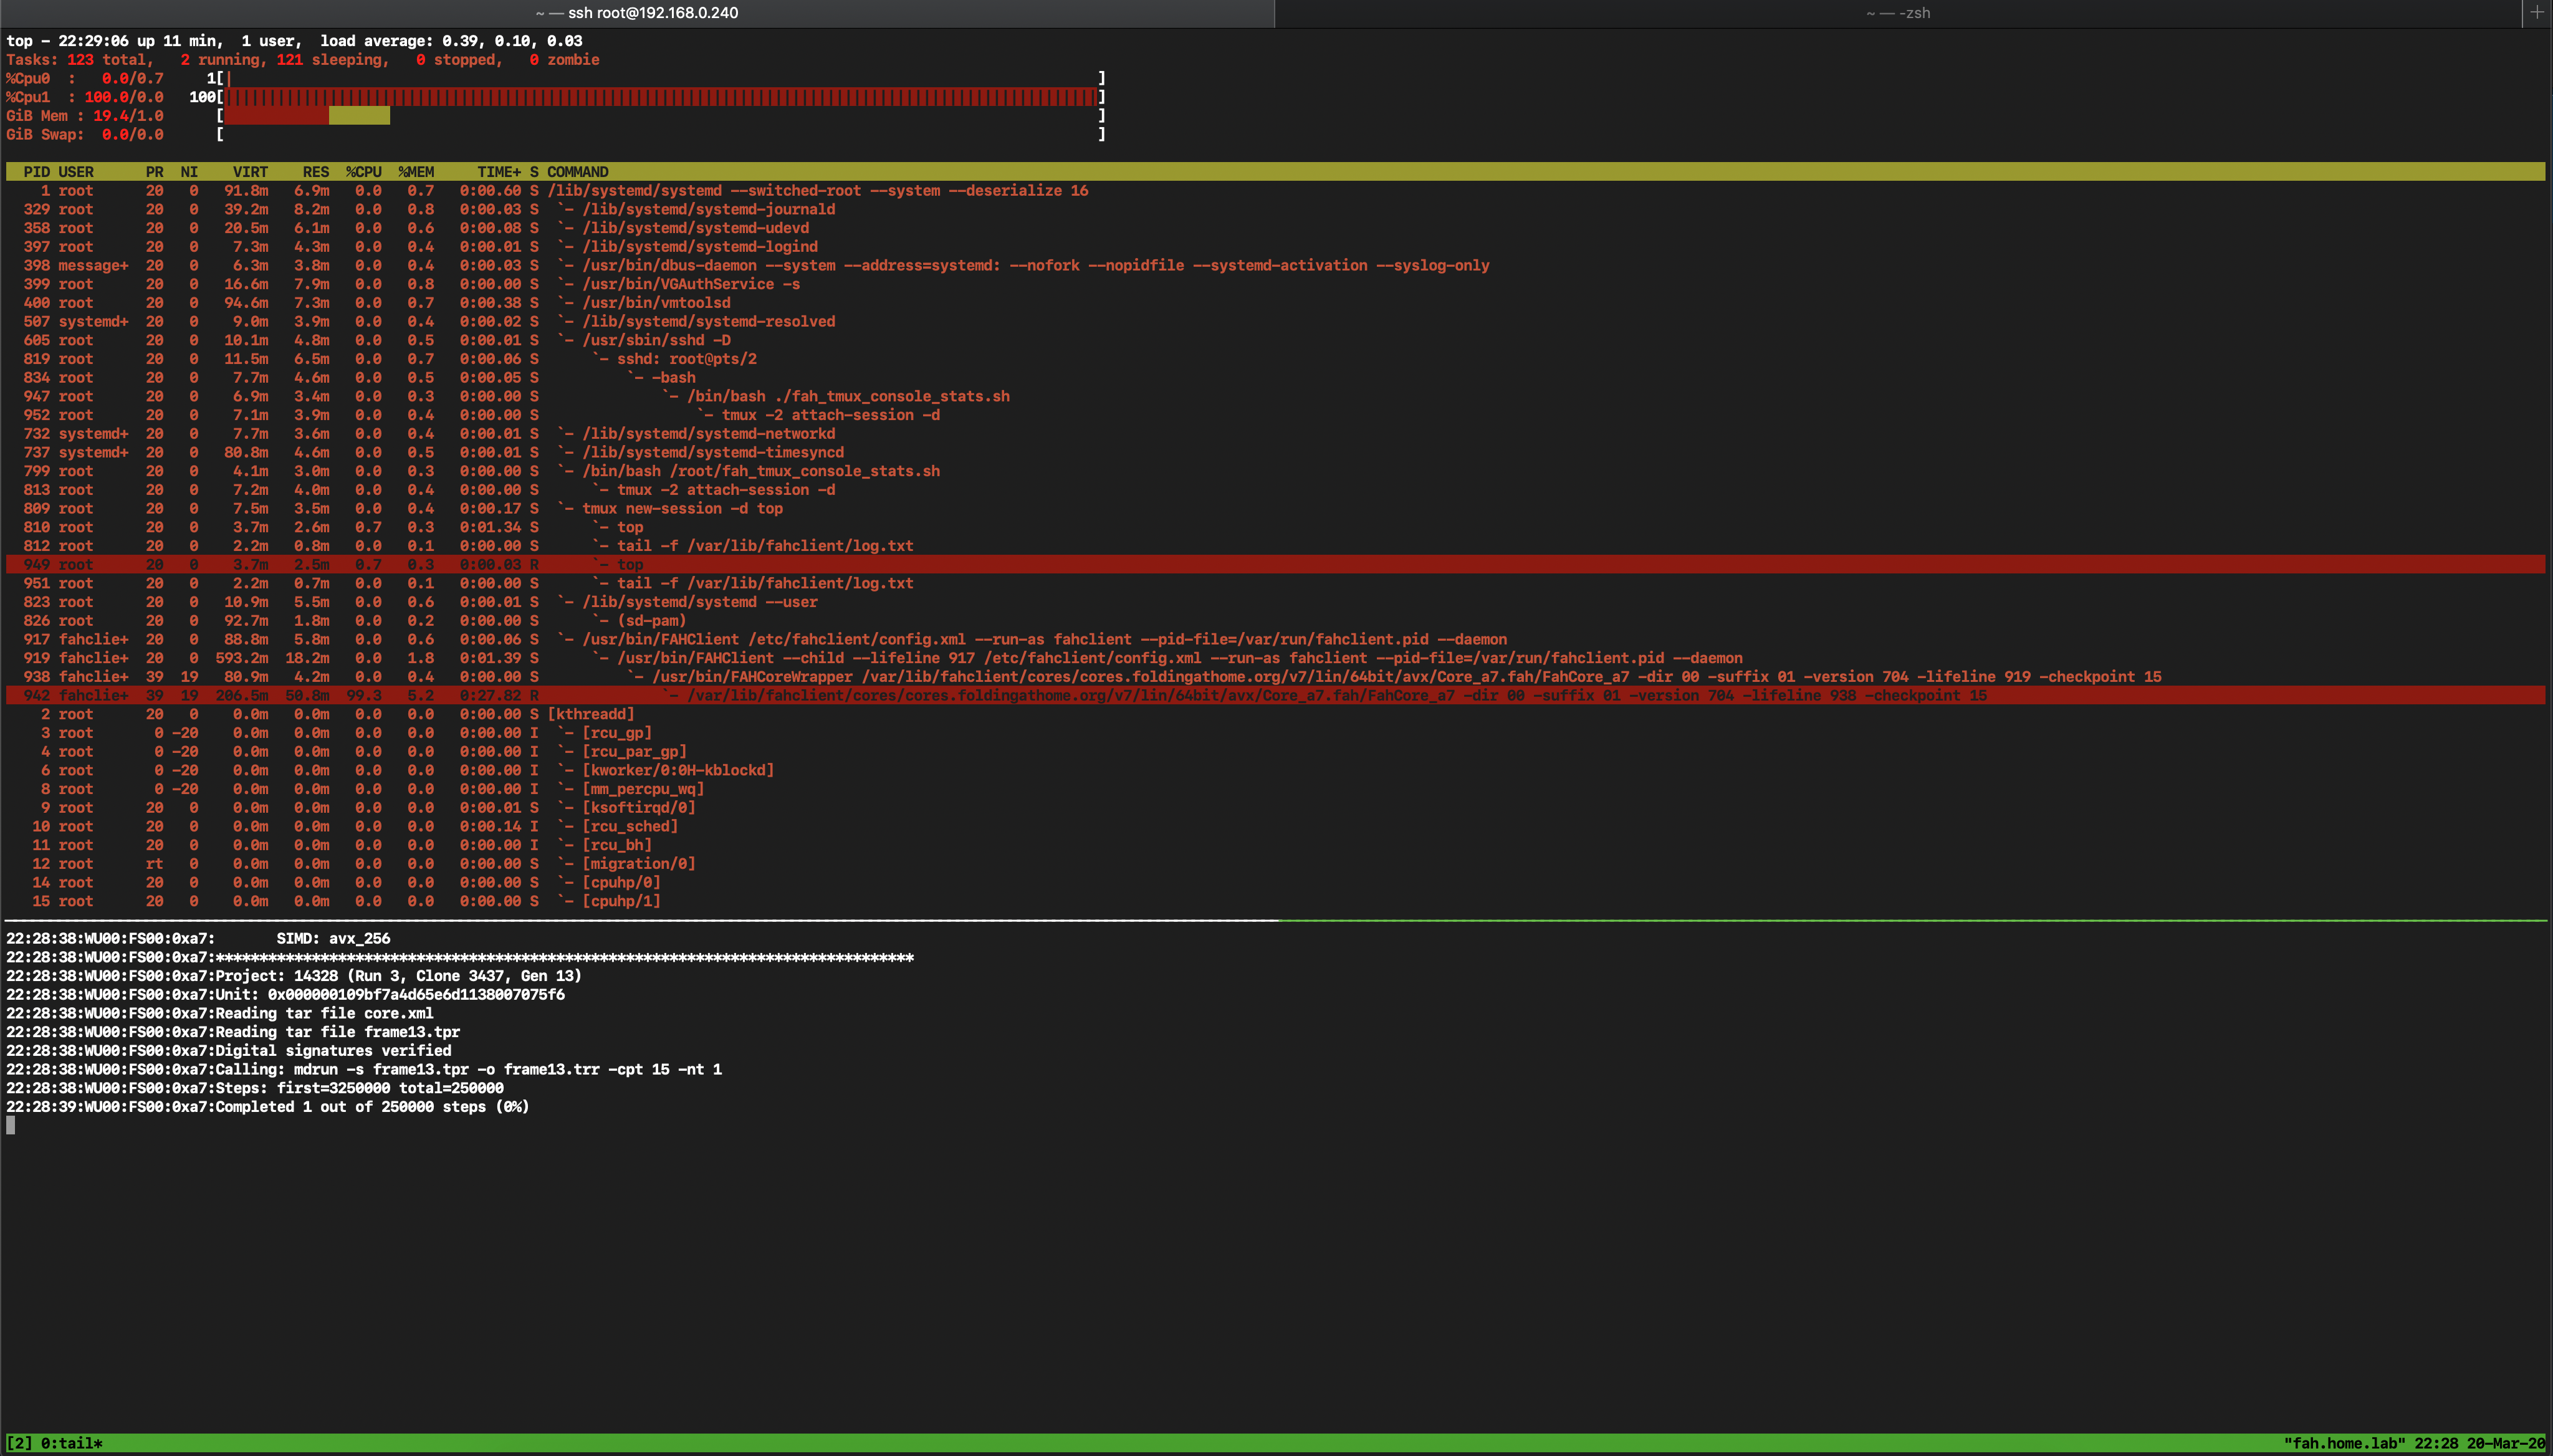 ~ — ssh root@192.168.0.240
~ — -zsh
+
top - 22:29:06 up 11 min,  1 user,  load average: 0.39, 0.10, 0.03
Tasks: 123 total,   2 running, 121 sleeping,   0 stopped,   0 zombie
%Cpu0  :   0.0/0.7     1[|                                                                                                    ]
%Cpu1  : 100.0/0.0   100[||||||||||||||||||||||||||||||||||||||||||||||||||||||||||||||||||||||||||||||||||||||||||||||||||||]
GiB Mem : 19.4/1.0      [                                                                                                    ]
GiB Swap:  0.0/0.0      [                                                                                                    ]
PID USER      PR  NI    VIRT    RES  %CPU  %MEM     TIME+ S COMMAND
1 root      20   0   91.8m   6.9m   0.0   0.7   0:00.60 S /lib/systemd/systemd --switched-root --system --deserialize 16
329 root      20   0   39.2m   8.2m   0.0   0.8   0:00.03 S  `- /lib/systemd/systemd-journald
358 root      20   0   20.5m   6.1m   0.0   0.6   0:00.08 S  `- /lib/systemd/systemd-udevd
397 root      20   0    7.3m   4.3m   0.0   0.4   0:00.01 S  `- /lib/systemd/systemd-logind
398 message+  20   0    6.3m   3.8m   0.0   0.4   0:00.03 S  `- /usr/bin/dbus-daemon --system --address=systemd: --nofork --nopidfile --systemd-activation --syslog-only
399 root      20   0   16.6m   7.9m   0.0   0.8   0:00.00 S  `- /usr/bin/VGAuthService -s
400 root      20   0   94.6m   7.3m   0.0   0.7   0:00.38 S  `- /usr/bin/vmtoolsd
507 systemd+  20   0    9.0m   3.9m   0.0   0.4   0:00.02 S  `- /lib/systemd/systemd-resolved
605 root      20   0   10.1m   4.8m   0.0   0.5   0:00.01 S  `- /usr/sbin/sshd -D
819 root      20   0   11.5m   6.5m   0.0   0.7   0:00.06 S      `- sshd: root@pts/2
834 root      20   0    7.7m   4.6m   0.0   0.5   0:00.05 S          `- -bash
947 root      20   0    6.9m   3.4m   0.0   0.3   0:00.00 S              `- /bin/bash ./fah_tmux_console_stats.sh
952 root      20   0    7.1m   3.9m   0.0   0.4   0:00.00 S                  `- tmux -2 attach-session -d
732 systemd+  20   0    7.7m   3.6m   0.0   0.4   0:00.01 S  `- /lib/systemd/systemd-networkd
737 systemd+  20   0   80.8m   4.6m   0.0   0.5   0:00.01 S  `- /lib/systemd/systemd-timesyncd
799 root      20   0    4.1m   3.0m   0.0   0.3   0:00.00 S  `- /bin/bash /root/fah_tmux_console_stats.sh
813 root      20   0    7.2m   4.0m   0.0   0.4   0:00.00 S      `- tmux -2 attach-session -d
809 root      20   0    7.5m   3.5m   0.0   0.4   0:00.17 S  `- tmux new-session -d top
810 root      20   0    3.7m   2.6m   0.7   0.3   0:01.34 S      `- top
812 root      20   0    2.2m   0.8m   0.0   0.1   0:00.00 S      `- tail -f /var/lib/fahclient/log.txt
949 root      20   0    3.7m   2.5m   0.7   0.3   0:00.03 R      `- top
951 root      20   0    2.2m   0.7m   0.0   0.1   0:00.00 S      `- tail -f /var/lib/fahclient/log.txt
823 root      20   0   10.9m   5.5m   0.0   0.6   0:00.01 S  `- /lib/systemd/systemd --user
826 root      20   0   92.7m   1.8m   0.0   0.2   0:00.00 S      `- (sd-pam)
917 fahclie+  20   0   88.8m   5.8m   0.0   0.6   0:00.06 S  `- /usr/bin/FAHClient /etc/fahclient/config.xml --run-as fahclient --pid-file=/var/run/fahclient.pid --daemon
919 fahclie+  20   0  593.2m  18.2m   0.0   1.8   0:01.39 S      `- /usr/bin/FAHClient --child --lifeline 917 /etc/fahclient/config.xml --run-as fahclient --pid-file=/var/run/fahclient.pid --daemon
938 fahclie+  39  19   80.9m   4.2m   0.0   0.4   0:00.00 S          `- /usr/bin/FAHCoreWrapper /var/lib/fahclient/cores/cores.foldingathome.org/v7/lin/64bit/avx/Core_a7.fah/FahCore_a7 -dir 00 -suffix 01 -version 704 -lifeline 919 -checkpoint 15
942 fahclie+  39  19  206.5m  50.8m  99.3   5.2   0:27.82 R              `- /var/lib/fahclient/cores/cores.foldingathome.org/v7/lin/64bit/avx/Core_a7.fah/FahCore_a7 -dir 00 -suffix 01 -version 704 -lifeline 938 -checkpoint 15
2 root      20   0    0.0m   0.0m   0.0   0.0   0:00.00 S [kthreadd]
3 root       0 -20    0.0m   0.0m   0.0   0.0   0:00.00 I  `- [rcu_gp]
4 root       0 -20    0.0m   0.0m   0.0   0.0   0:00.00 I  `- [rcu_par_gp]
6 root       0 -20    0.0m   0.0m   0.0   0.0   0:00.00 I  `- [kworker/0:0H-kblockd]
8 root       0 -20    0.0m   0.0m   0.0   0.0   0:00.00 I  `- [mm_percpu_wq]
9 root      20   0    0.0m   0.0m   0.0   0.0   0:00.01 S  `- [ksoftirqd/0]
10 root      20   0    0.0m   0.0m   0.0   0.0   0:00.14 I  `- [rcu_sched]
11 root      20   0    0.0m   0.0m   0.0   0.0   0:00.00 I  `- [rcu_bh]
12 root      rt   0    0.0m   0.0m   0.0   0.0   0:00.00 S  `- [migration/0]
14 root      20   0    0.0m   0.0m   0.0   0.0   0:00.00 S  `- [cpuhp/0]
15 root      20   0    0.0m   0.0m   0.0   0.0   0:00.00 S  `- [cpuhp/1]
22:28:38:WU00:FS00:0xa7:       SIMD: avx_256
22:28:38:WU00:FS00:0xa7:********************************************************************************
22:28:38:WU00:FS00:0xa7:Project: 14328 (Run 3, Clone 3437, Gen 13)
22:28:38:WU00:FS00:0xa7:Unit: 0x000000109bf7a4d65e6d1138007075f6
22:28:38:WU00:FS00:0xa7:Reading tar file core.xml
22:28:38:WU00:FS00:0xa7:Reading tar file frame13.tpr
22:28:38:WU00:FS00:0xa7:Digital signatures verified
22:28:38:WU00:FS00:0xa7:Calling: mdrun -s frame13.tpr -o frame13.trr -cpt 15 -nt 1
22:28:38:WU00:FS00:0xa7:Steps: first=3250000 total=250000
22:28:39:WU00:FS00:0xa7:Completed 1 out of 250000 steps (0%)
[2] 0:tail*
"fah.home.lab" 22:28 20-Mar-20